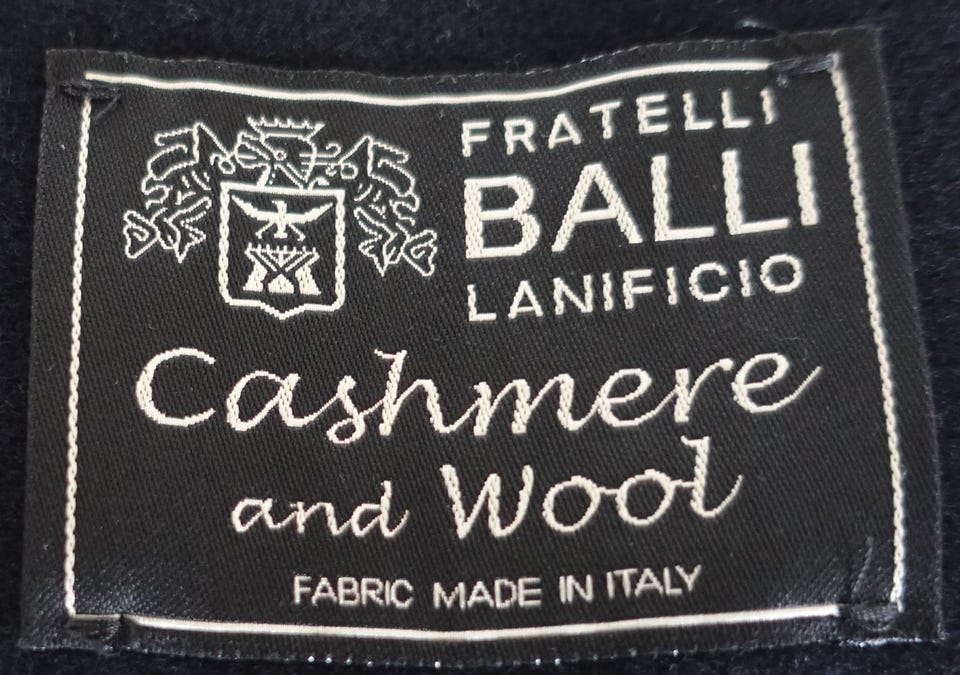 FRATELLI
BALLI
LANIFICIO
Cashmere
and Wool
FABRIC MADE IN ITALY